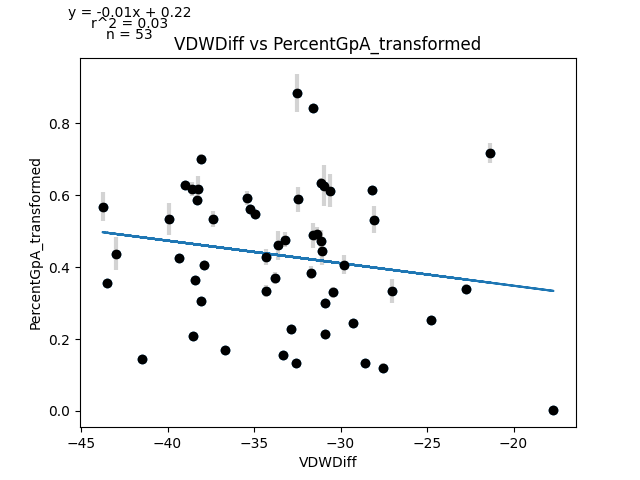 y = -0.01x + 0.22
r^2 = 0.03
n = 53
VDWDiff vs PercentGpA_transformed
0.8
0.6
0.4
0.2
0.0
PercentGpA_transformed
−45 −40 −35 −30 −25 −20
VDWDiff